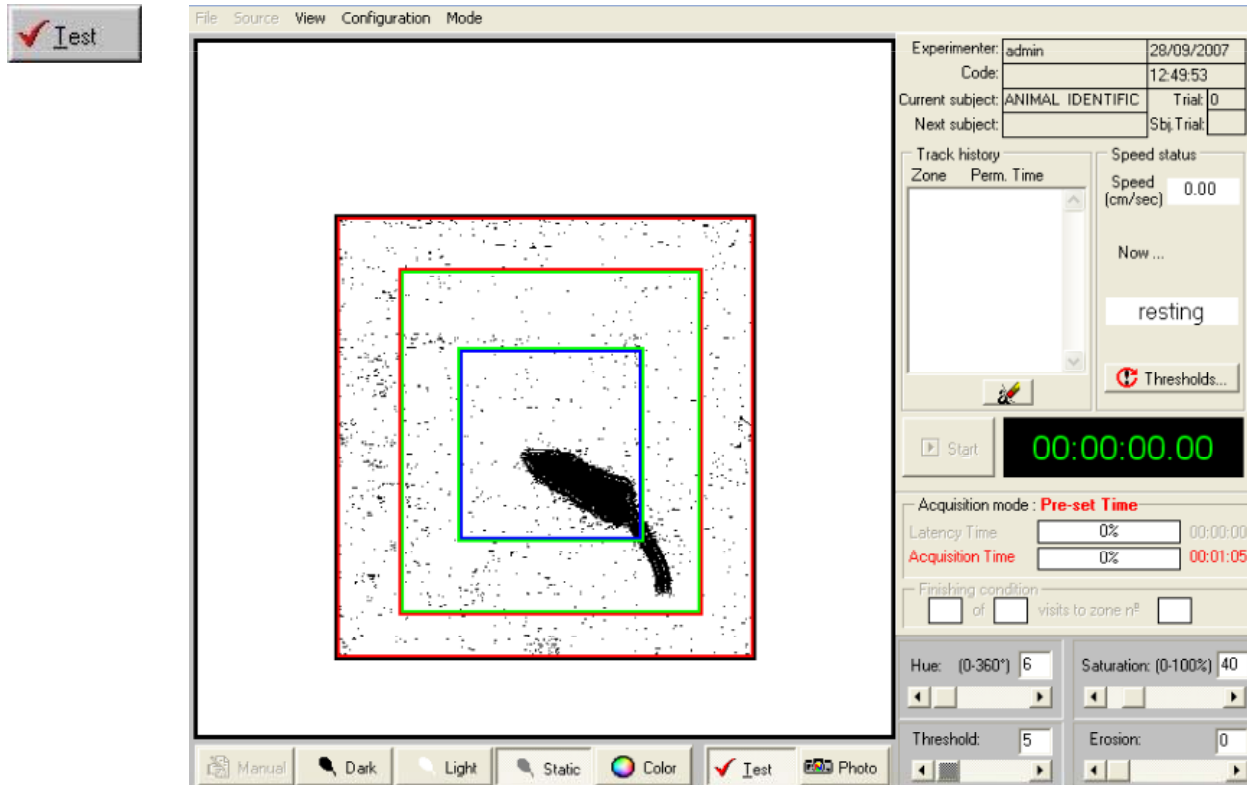 Test
File Source View Configuration Mode
Experimenter: admin 28/09/2007
Code: 12:49:53
Current subject: ANIMAL IDENTIFIC Trial: 0
Next subject: Sbj.Trial:
Track history
Zone Perm. Time
Speed status
Speed (cm/sec) 0.00
Now ...
resting
Thresholds...
Start
00:00:00.00
Acquisition mode : Pre-set Time
Latency Time 0% 00:00:00
Acquisition Time 0% 00:01:05
Finishing condition
of visits to zone nº
Hue: (0-360°) 6
Saturation: (0-100%) 40
Threshold: 5
Erosion: 0
Manual Dark Light Static Color Test Photo